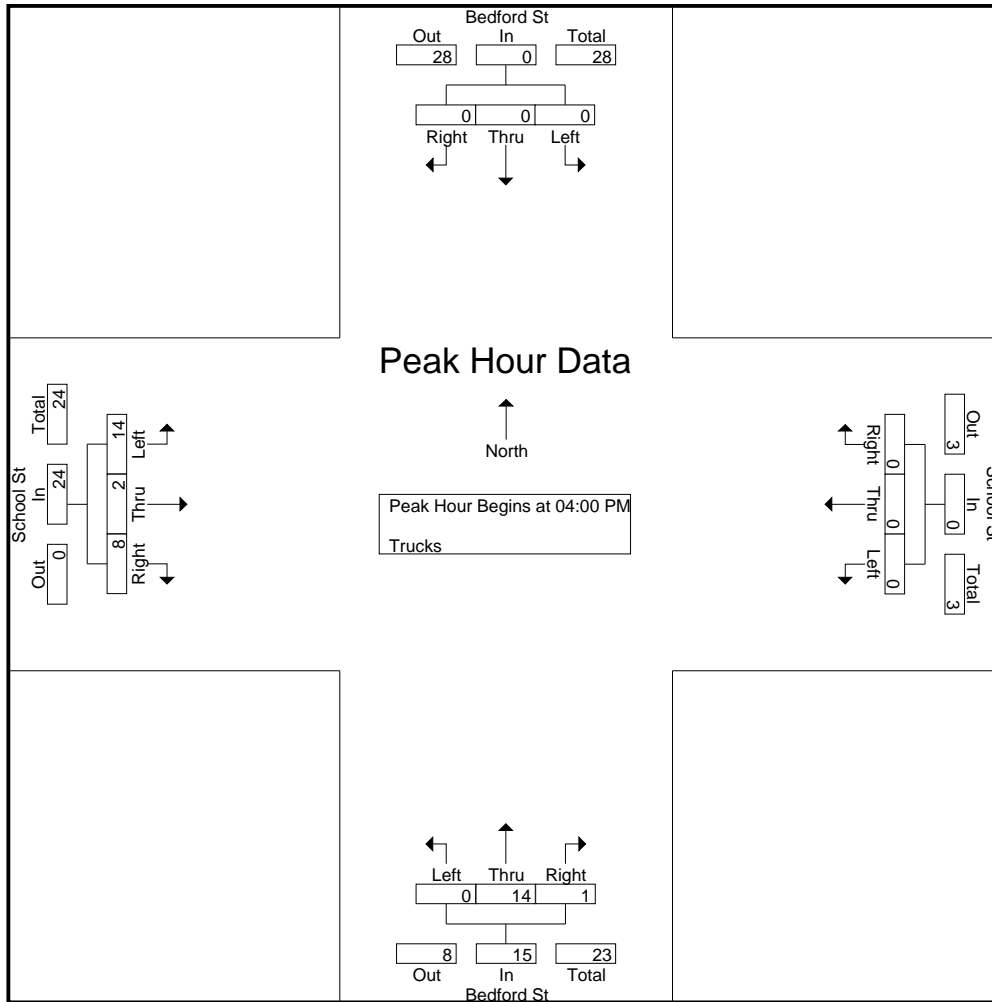 Bedford St
Out In Total
28 0 28
0 0 0
Right Thru Left
Peak Hour Data
North
Peak Hour Begins at 04:00 PM
Trucks
School St
Total In Out
24 24 0
14 2 8
Left Thru Right
School St
Out In Total
3 0 3
0 0 0
Right Thru Left
Left Thru Right
0 14 1
8 15 23
Out In Total
Bedford St